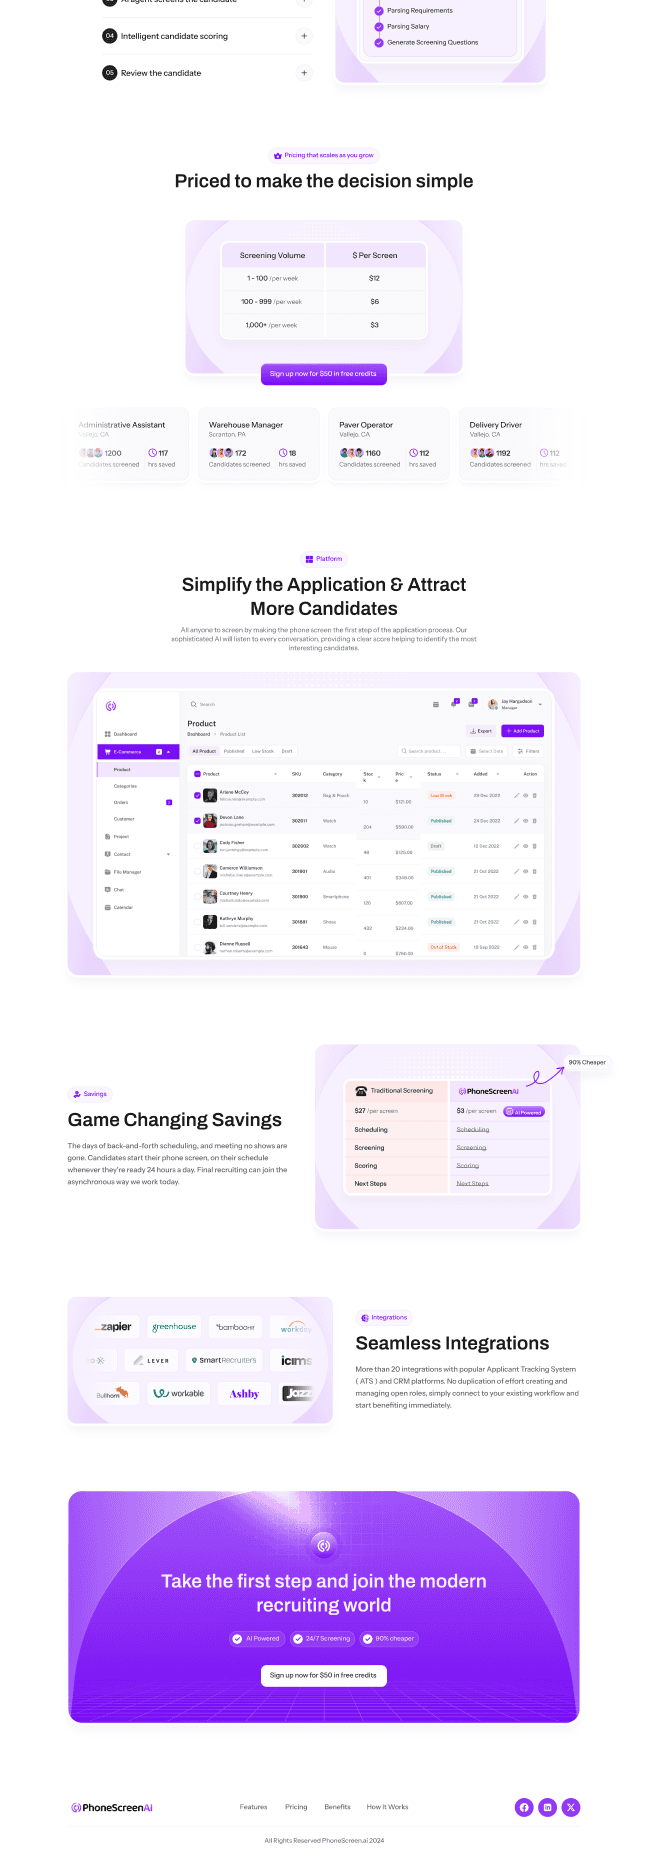 03 AI agent screens the candidate
04 Intelligent candidate scoring +
05 Review the candidate +
Parsing Requirements
Parsing Salary
Generate Screening Questions
Pricing that scales as you grow
Priced to make the decision simple
Screening Volume $ Per Screen
1 - 100 /per week $12
100 - 999 /per week $6
1,000+ /per week $3
Sign up now for $50 in free credits
Administrative Assistant
Vallejo, CA
1200 117
Candidates screened hrs saved
Warehouse Manager
Scranton, PA
172 18
Candidates screened hrs saved
Paver Operator
Vallejo, CA
1160 112
Candidates screened hrs saved
Delivery Driver
Vallejo, CA
1192 112
Candidates screened hrs saved
Platform
Simplify the Application & Attract
More Candidates
All anyone to screen by making the phone screen the first step of the application process. Our
sophisticated AI will listen to every conversation, providing a clear score helping to identify the most
interesting candidates.
Search
Jay Hargudson
Manager
Dashboard
E-Commerce
Product
Categories
Orders
Customer
Project
Contact
File Manager
Chat
Calendar
Product
Dashboard Product List
Export + Add Product
All Product Published Low Stock Draft
Search product. . .
Select Date
Filters
Product SKU Category Stock Price Status Added Action
Ariene McCoy 302012 Bag & Pouch 10 $121.00 Low Stock 29 Dec 2022
Devon Lane 302011 Watch 204 $590.00 Published 24 Dec 2022
Cody Fisher 302002 Watch 48 $125.00 Draft 12 Dec 2022
Cameron Williamson 301901 Audio 401 $348.00 Published 21 Oct 2022
Courtney Henry 301900 Smartphone 120 $607.00 Published 21 Oct 2022
Kathryn Murphy 301881 Shoes 432 $234.00 Published 21 Oct 2022
Dianne Russell 301643 Mouse 0 $760.00 Out of Stock 19 Sep 2022
Savings
Game Changing Savings
The days of back-and-forth scheduling, and meeting no shows are
gone. Candidates start their phone screen, on their schedule
whenever they're ready 24 hours a day. Final recruiting can join the
asynchronous way we work today.
90% Cheaper
Traditional Screening PhoneScreenAI
$27 /per screen $3 /per screen AI Powered
Scheduling Scheduling
Screening Screening
Scoring Scoring
Next Steps Next Steps
zapier greenhouse bambooHR workday
LEVER SmartRecruiters icims
Bullhorn workable Ashby Jazz
Integrations
Seamless Integrations
More than 20 integrations with popular Applicant Tracking System
( ATS ) and CRM platforms. No duplication of effort creating and
managing open roles, simply connect to your existing workflow and
start benefiting immediately.
Take the first step and join the modern
recruiting world
AI Powered 24/7 Screening 90% cheaper
Sign up now for $50 in free credits
PhoneScreenAI
Features Pricing Benefits How It Works
All Rights Reserved PhoneScreen.ai 2024